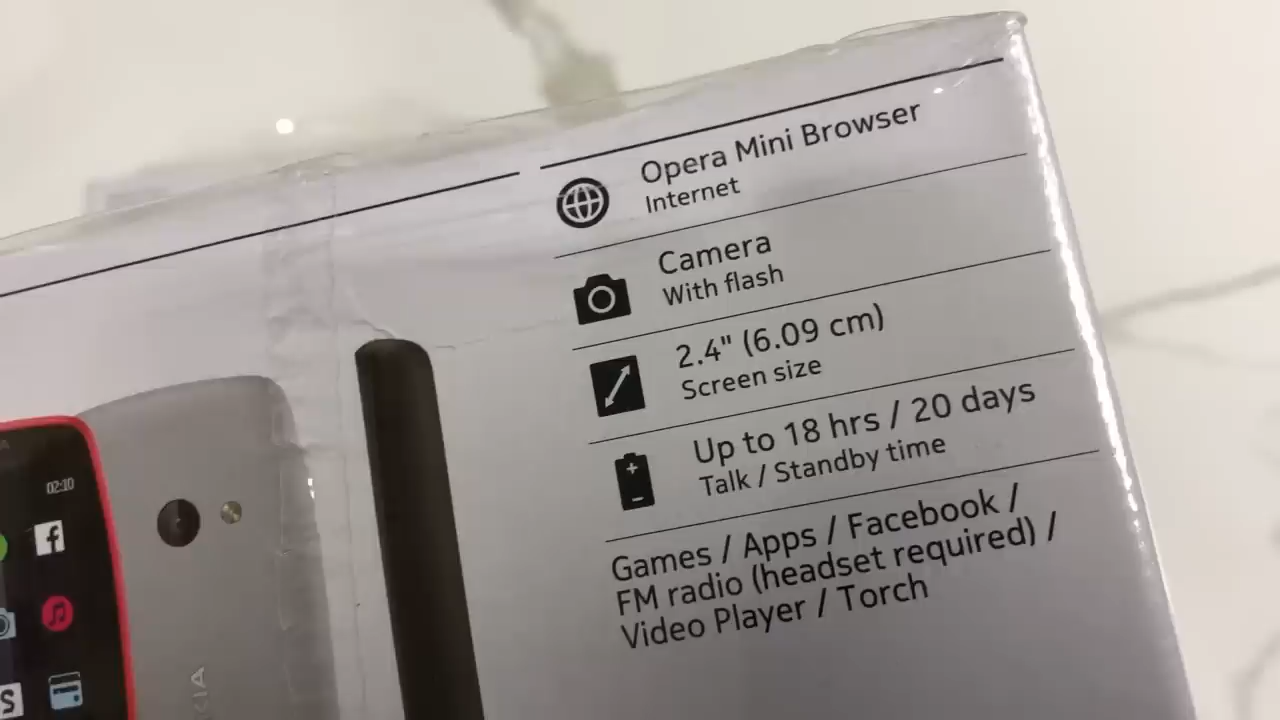 Opera Mini Browser
Internet
Camera
With flash
2.4" (6.09 cm)
Screen size
Up to 18 hrs / 20 days
Talk / Standby time
Games / Apps / Facebook /
FM radio (headset required) /
Video Player / Torch
02:10
f
S